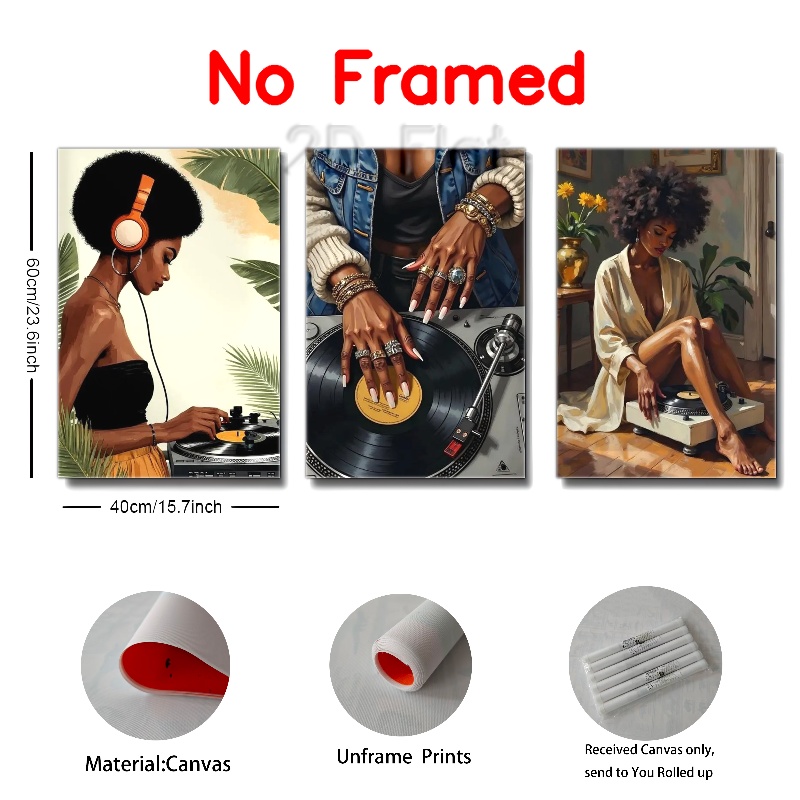 No Framed
2D Flat
60cm/23.6inch
40cm/15.7inch
Material:Canvas
Unframe Prints
Received Canvas only,
send to You Rolled up